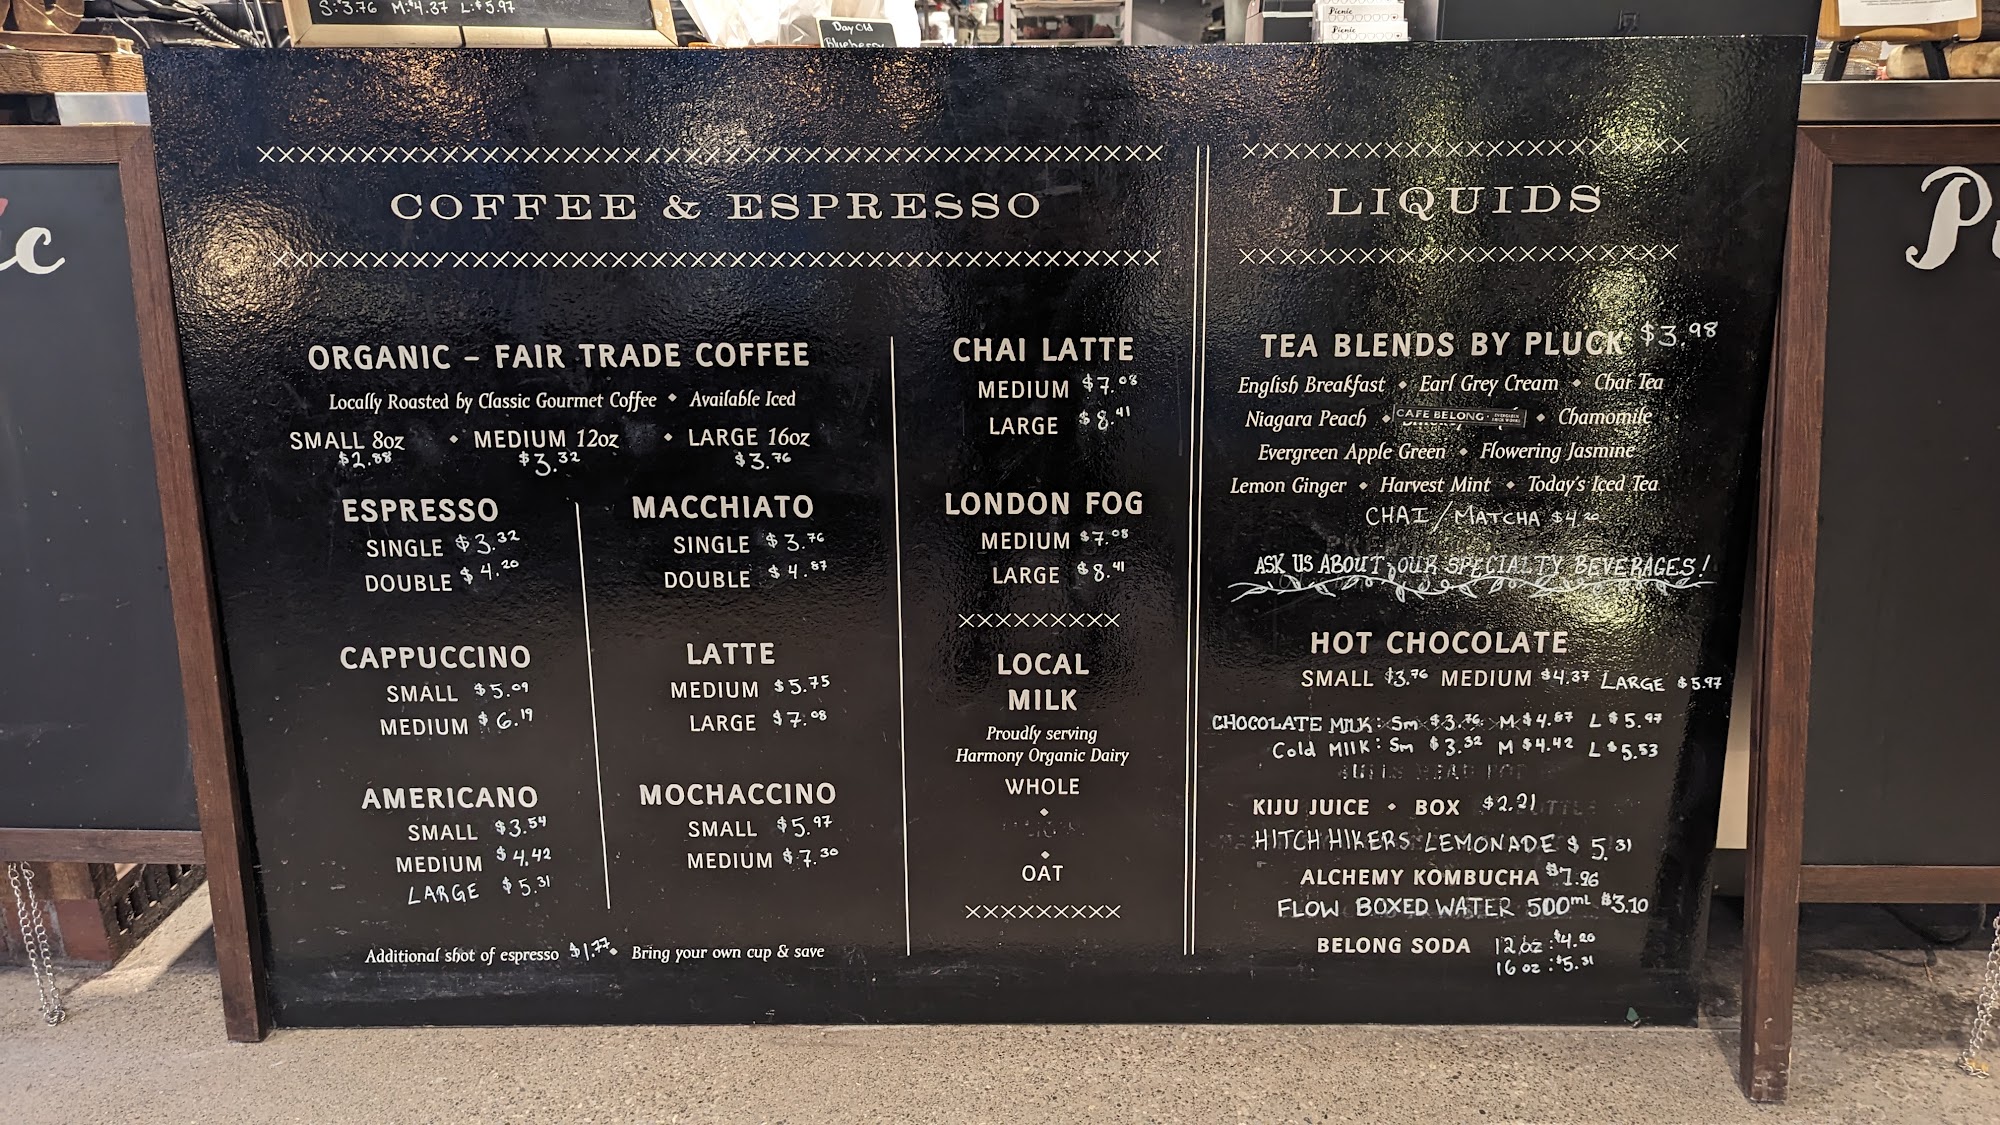 S: 3.76 M: 4.37 L: $5.97
Day Old
Blueberry
Picnic
Picnic
ic
COFFEE & ESPRESSO
ORGANIC – FAIR TRADE COFFEE
Locally Roasted by Classic Gourmet Coffee ◆ Available Iced
SMALL 8oz ◆ MEDIUM 12oz ◆ LARGE 16oz
$2.88 $3.32 $3.76
ESPRESSO
SINGLE $3.32
DOUBLE $4.20
CAPPUCCINO
SMALL $5.09
MEDIUM $6.19
AMERICANO
SMALL $3.54
MEDIUM $4.42
LARGE $5.31
MACCHIATO
SINGLE $3.76
DOUBLE $4.87
LATTE
MEDIUM $5.75
LARGE $7.08
MOCHACCINO
SMALL $5.97
MEDIUM $7.30
Additional shot of espresso $1.77 ◆ Bring your own cup & save
CHAI LATTE
MEDIUM $7.08
LARGE $8.41
LONDON FOG
MEDIUM $7.08
LARGE $8.41
LOCAL
MILK
Proudly serving
Harmony Organic Dairy
WHOLE
◆
◆
OAT
LIQUIDS
TEA BLENDS BY PLUCK $3.98
English Breakfast ◆ Earl Grey Cream ◆ Chai Tea
Niagara Peach ◆ CAFE BELONG ◆ Chamomile
Evergreen Apple Green ◆ Flowering Jasmine
Lemon Ginger ◆ Harvest Mint ◆ Today's Iced Tea
CHAI/MATCHA $4.20
ASK US ABOUT OUR SPECIALTY BEVERAGES!
HOT CHOCOLATE
SMALL $3.76 MEDIUM $4.37 LARGE $5.97
CHOCOLATE MILK: Sm $3.76 M $4.87 L $5.97
Cold MIlK: Sm $3.32 M $4.42 L $5.53
KIJU JUICE ◆ BOX $2.21
HITCHHIKERS LEMONADE $5.31
ALCHEMY KOMBUCHA $7.96
FLOW BOXED WATER 500ml $3.10
BELONG SODA 12oz: $4.20
16oz: $5.31